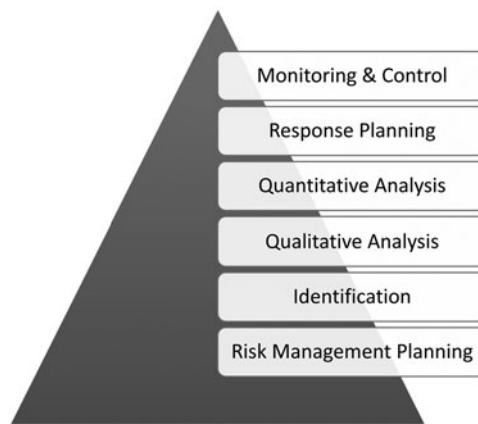 Monitoring & Control
Response Planning
Quantitative Analysis
Qualitative Analysis
Identification
Risk Management Planning